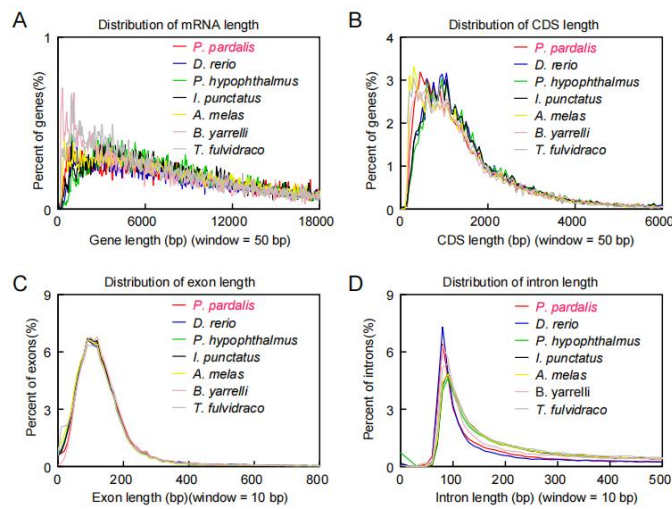 A
Distribution of mRNA length
Percent of genes(%)
1
0
0
6000
12000
18000
Gene length (bp) (window = 50 bp)
P. pardalis
D. rerio
P. hypophthalmus
I. punctatus
A. melas
B. yarrelli
T. fulvidraco
B
Distribution of CDS length
Percent of genes(%)
4
3
2
1
0
0
2000
4000
6000
CDS length (bp) (window = 50 bp)
P. pardalis
D. rerio
P. hypophthalmus
I. punctatus
A. melas
B. yarrelli
T. fulvidraco
C
Distribution of exon length
Percent of exons(%)
9
6
3
0
0
200
400
600
800
Exon length (bp)(window = 10 bp)
P. pardalis
D. rerio
P. hypophthalmus
I. punctatus
A. melas
B. yarrelli
T. fulvidraco
D
Distribution of intron length
Percent of introns(%)
9
6
3
0
0
100
200
300
400
500
Intron length (bp) (window = 10 bp)
P. pardalis
D. rerio
P. hypophthalmus
I. punctatus
A. melas
B. yarrelli
T. fulvidraco